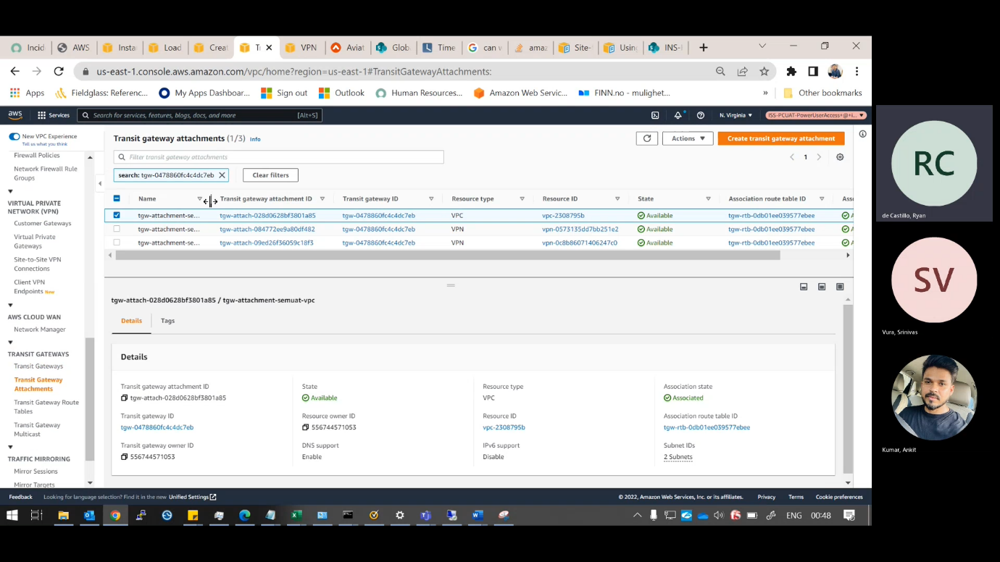 Incid
AWS
Insta
Load
Creat
Tr
VPN
Aviat
Glob
Time
can w
amaz
Site-
Using
INS-I
us-east-1.console.aws.amazon.com/vpc/home?region=us-east-1#TransitGatewayAttachments:
Apps
Fieldglass: Referenc...
My Apps Dashboar...
Sign out
Outlook
Human Resources...
Amazon Web Servic...
FINN.no - mulighet...
»
Other bookmarks
aws
Services
Search for services, features, blogs, docs, and more
[Alt+S]
N. Virginia
ISS-PCUAT-PowerUserAccess+@+i...
New VPC Experience
Tell us what you think
Firewall Policies
Network Firewall Rule
Groups
VIRTUAL PRIVATE
NETWORK (VPN)
Customer Gateways
Virtual Private
Gateways
Site-to-Site VPN
Connections
Client VPN
Endpoints New
AWS CLOUD WAN
Network Manager
TRANSIT GATEWAYS
Transit Gateways
Transit Gateway
Attachments
Transit Gateway Route
Tables
Transit Gateway
Multicast
TRAFFIC MIRRORING
Mirror Sessions
Mirror Targets
Transit gateway attachments (1/3) Info
Actions
Create transit gateway attachment
Filter transit gateway attachments
1
search: tgw-0478860fc4c4dc7eb
Clear filters
Name Transit gateway attachment ID Transit gateway ID Resource type Resource ID State Association route table ID Ass
tgw-attachment-se... tgw-attach-028d0628bf3801a85 tgw-0478860fc4c4dc7eb VPC vpc-2308795b Available tgw-rtb-0db01ee039577ebee A
tgw-attachment-se... tgw-attach-084772ee9a80df482 tgw-0478860fc4c4dc7eb VPN vpn-0573135dd7bb251e2 Available tgw-rtb-0db01ee039577ebee A
tgw-attachment-se... tgw-attach-09ed26f36059c18f3 tgw-0478860fc4c4dc7eb VPN vpn-0c8b86071406247c0 Available tgw-rtb-0db01ee039577ebee A
tgw-attach-028d0628bf3801a85 / tgw-attachment-semuat-vpc
Details
Tags
Details
Transit gateway attachment ID
tgw-attach-028d0628bf3801a85
Transit gateway ID
tgw-0478860fc4c4dc7eb
Transit gateway owner ID
556744571053
State
Available
Resource owner ID
556744571053
DNS support
Enable
Resource type
VPC
Resource ID
vpc-2308795b
IPv6 support
Disable
Association state
Associated
Association route table ID
tgw-rtb-0db01ee039577ebee
Subnet IDs
2 Subnets
Feedback
Looking for language selection? Find it in the new Unified Settings
© 2022, Amazon Web Services, Inc. or its affiliates.
Privacy
Terms
Cookie preferences
ENG
00:48
RC
de Castillo, Ryan
SV
Vura, Srinivas
Kumar, Ankit